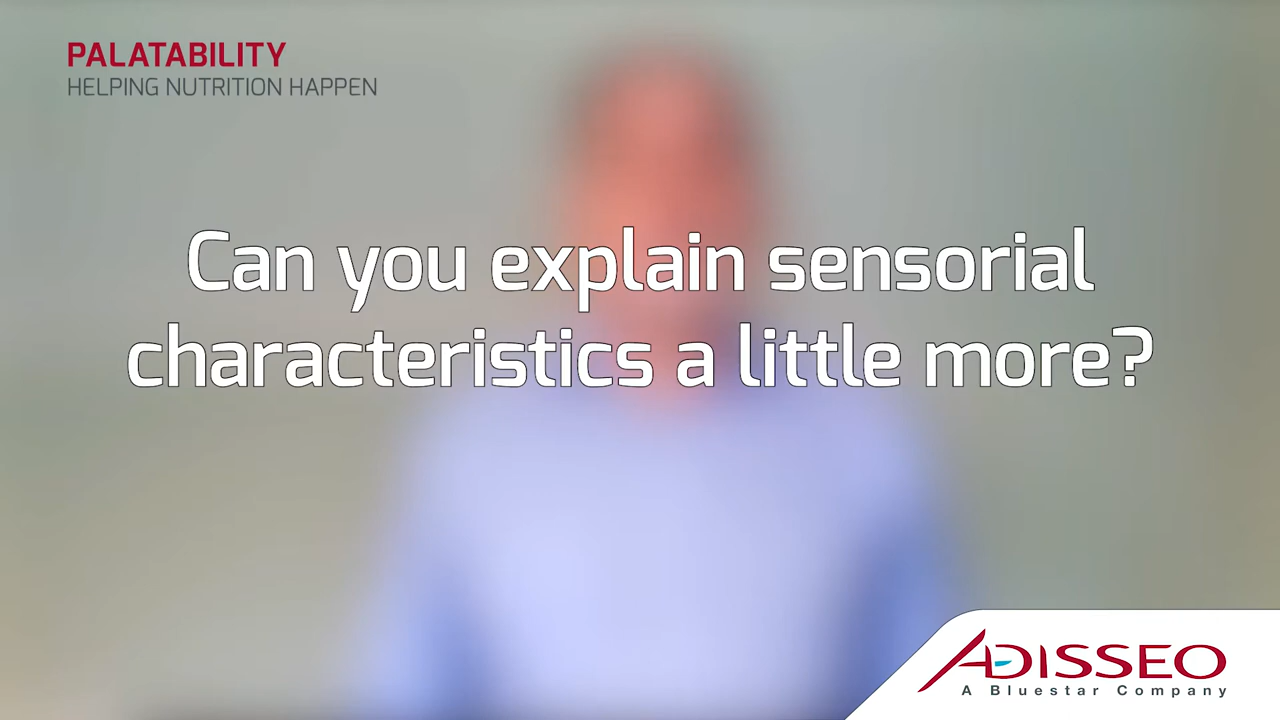 PALATABILITY
HELPING NUTRITION HAPPEN
Can you explain sensorial
characteristics a little more?
ADISSEO
A Bluestar Company